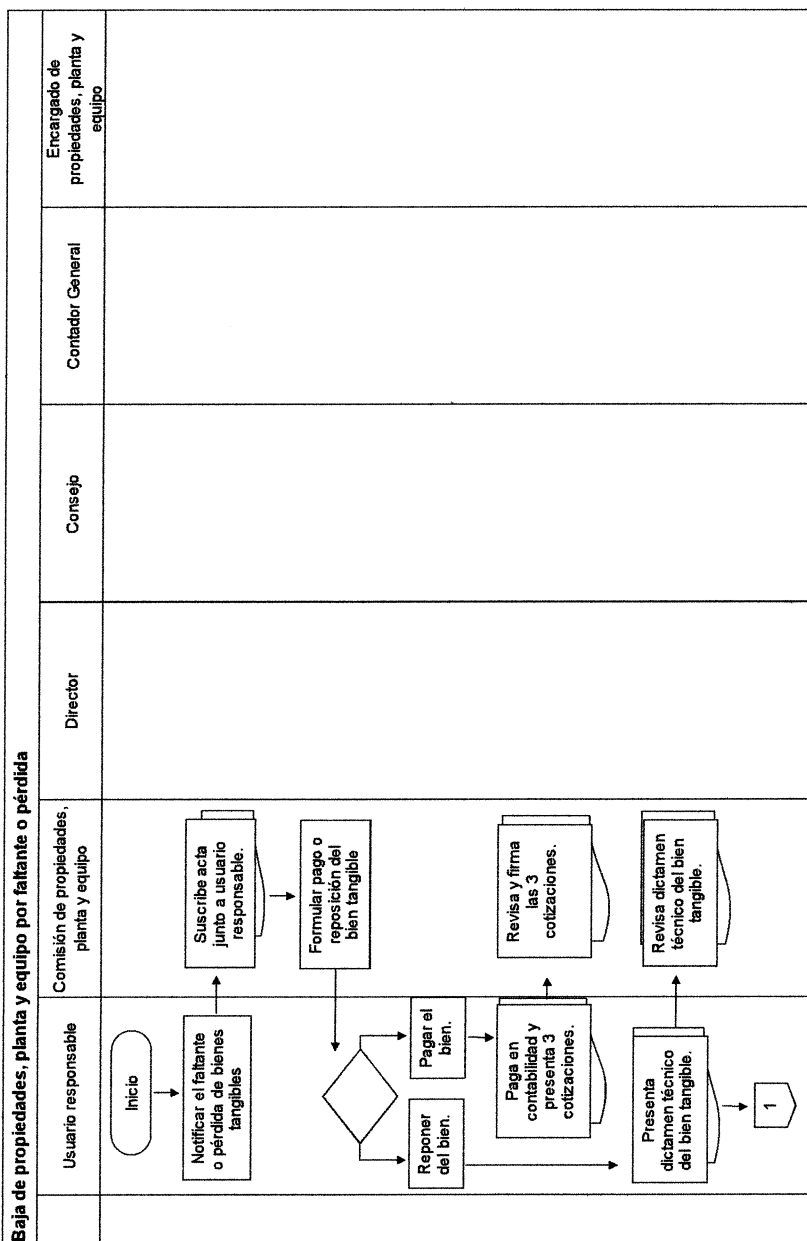 Baja de propiedades, planta y equipo por faltante o pérdida
Usuario responsable
Comisión de propiedades,
planta y equipo
Director
Consejo
Contador General
Encargado de
propiedades, planta y
equipo
Inicio
Notificar el faltante
o pérdida de bienes
tangibles
Suscribe acta
junto a usuario
responsable.
Formular pago o
reposición del
bien tangible
Reponer
del bien.
Pagar el
bien.
Paga en
contabilidad y
presenta 3
cotizaciones.
Revisa y firma
las 3
cotizaciones.
Presenta
dictamen técnico
del bien tangible.
Revisa dictamen
técnico del bien
tangible.
1